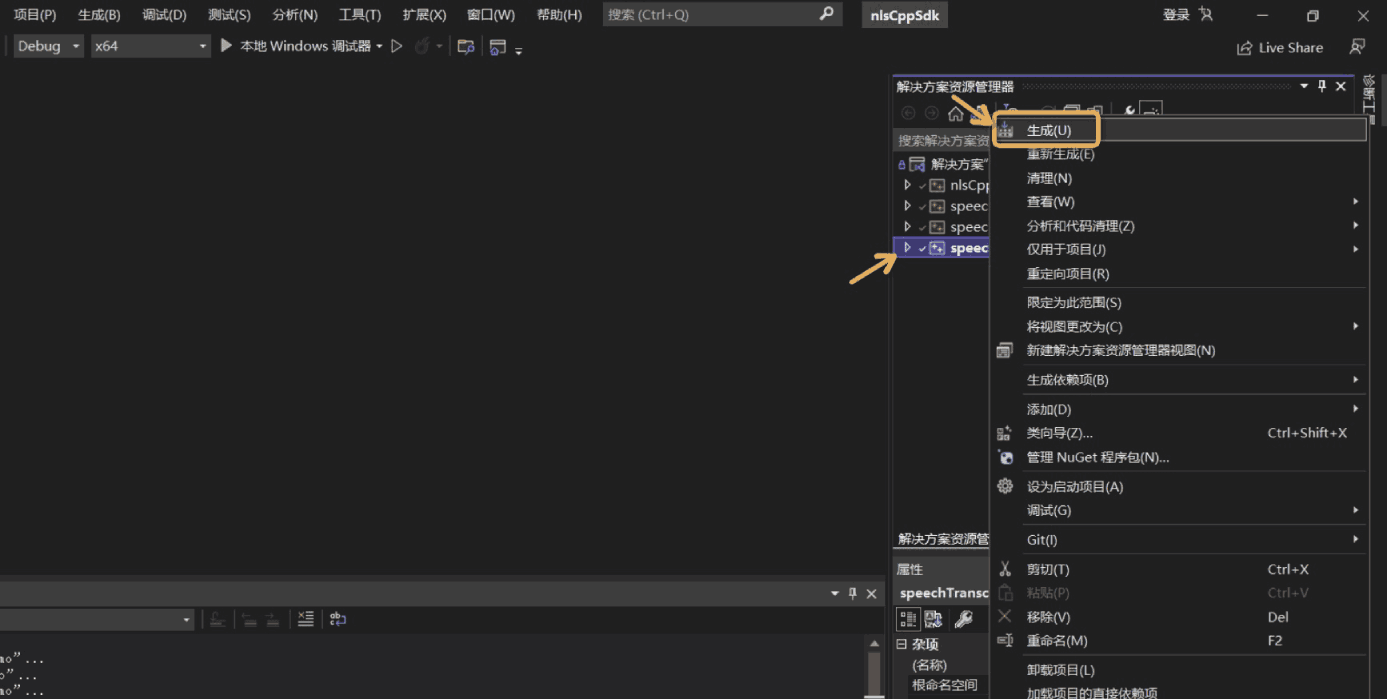 项目(P) 生成(B) 调试(D) 测试(S) 分析(N) 工具(T) 扩展(X) 窗口(W) 帮助(H) 搜索 (Ctrl+Q) nlsCppSdk 登录
Debug x64 本地 Windows 调试器 Live Share
解决方案资源管理器
诊断工具
搜索解决方案资
解决方案"
nlsCpp
speec
speec
speec
生成(U)
重新生成(E)
清理(N)
查看(W)
分析和代码清理(Z)
仅用于项目(J)
重定向项目(R)
限定为此范围(S)
将视图更改为(C)
新建解决方案资源管理器视图(N)
生成依赖项(B)
添加(D)
类向导(Z)... Ctrl+Shift+X
管理 NuGet 程序包(N)...
设为启动项目(A)
调试(G)
Git(I)
剪切(T) Ctrl+X
粘贴(P) Ctrl+V
移除(V) Del
重命名(M) F2
卸载项目(L)
加载项目的直接依赖项
解决方案资源管
属性
speechTransc
杂项
(名称)
根命名空间
no"...
o"...
no"...